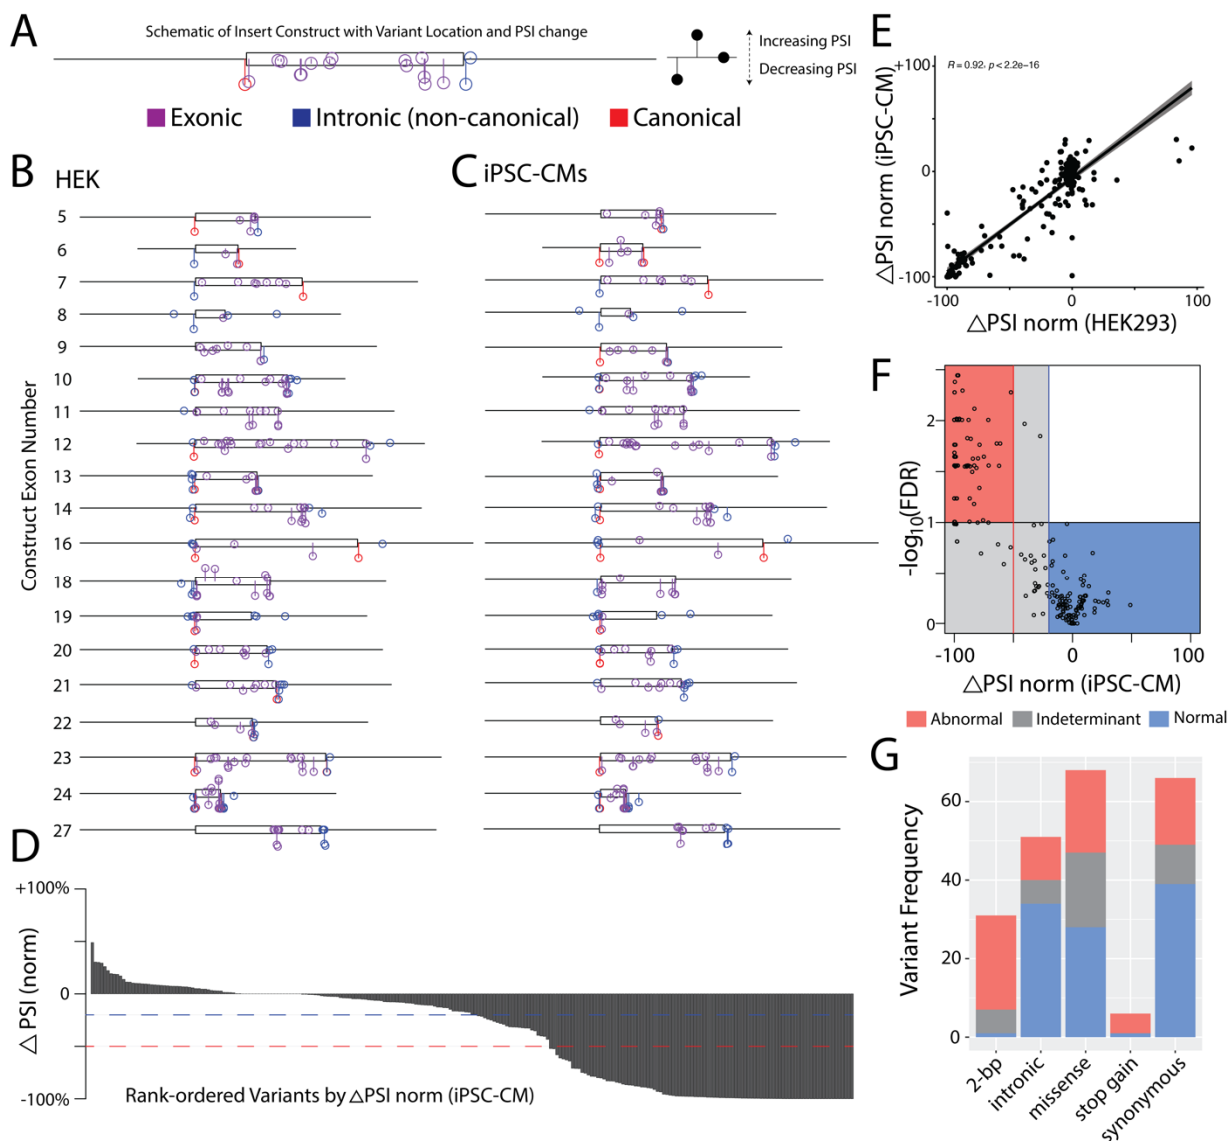 A
Schematic of Insert Construct with Variant Location and PSI change
Increasing PSI
Decreasing PSI
Exonic
Intronic (non-canonical)
Canonical
B
HEK
C
iPSC-CMs
Construct Exon Number
5
6
7
8
9
10
11
12
13
14
16
18
19
20
21
22
23
24
27
D
+100%
0
-100%
△ PSI (norm)
Rank-ordered Variants by △PSI norm (iPSC-CM)
E
R = 0.92, p < 2.2e-16
+100
0
-100
△PSI norm (iPSC-CM)
-100
0
100
△PSI norm (HEK293)
F
2
1
0
-log10(FDR)
-100
0
100
△PSI norm (iPSC-CM)
Abnormal
Indeterminant
Normal
G
60
40
20
0
Variant Frequency
2-bp
intronic
missense
stop gain
synonymous